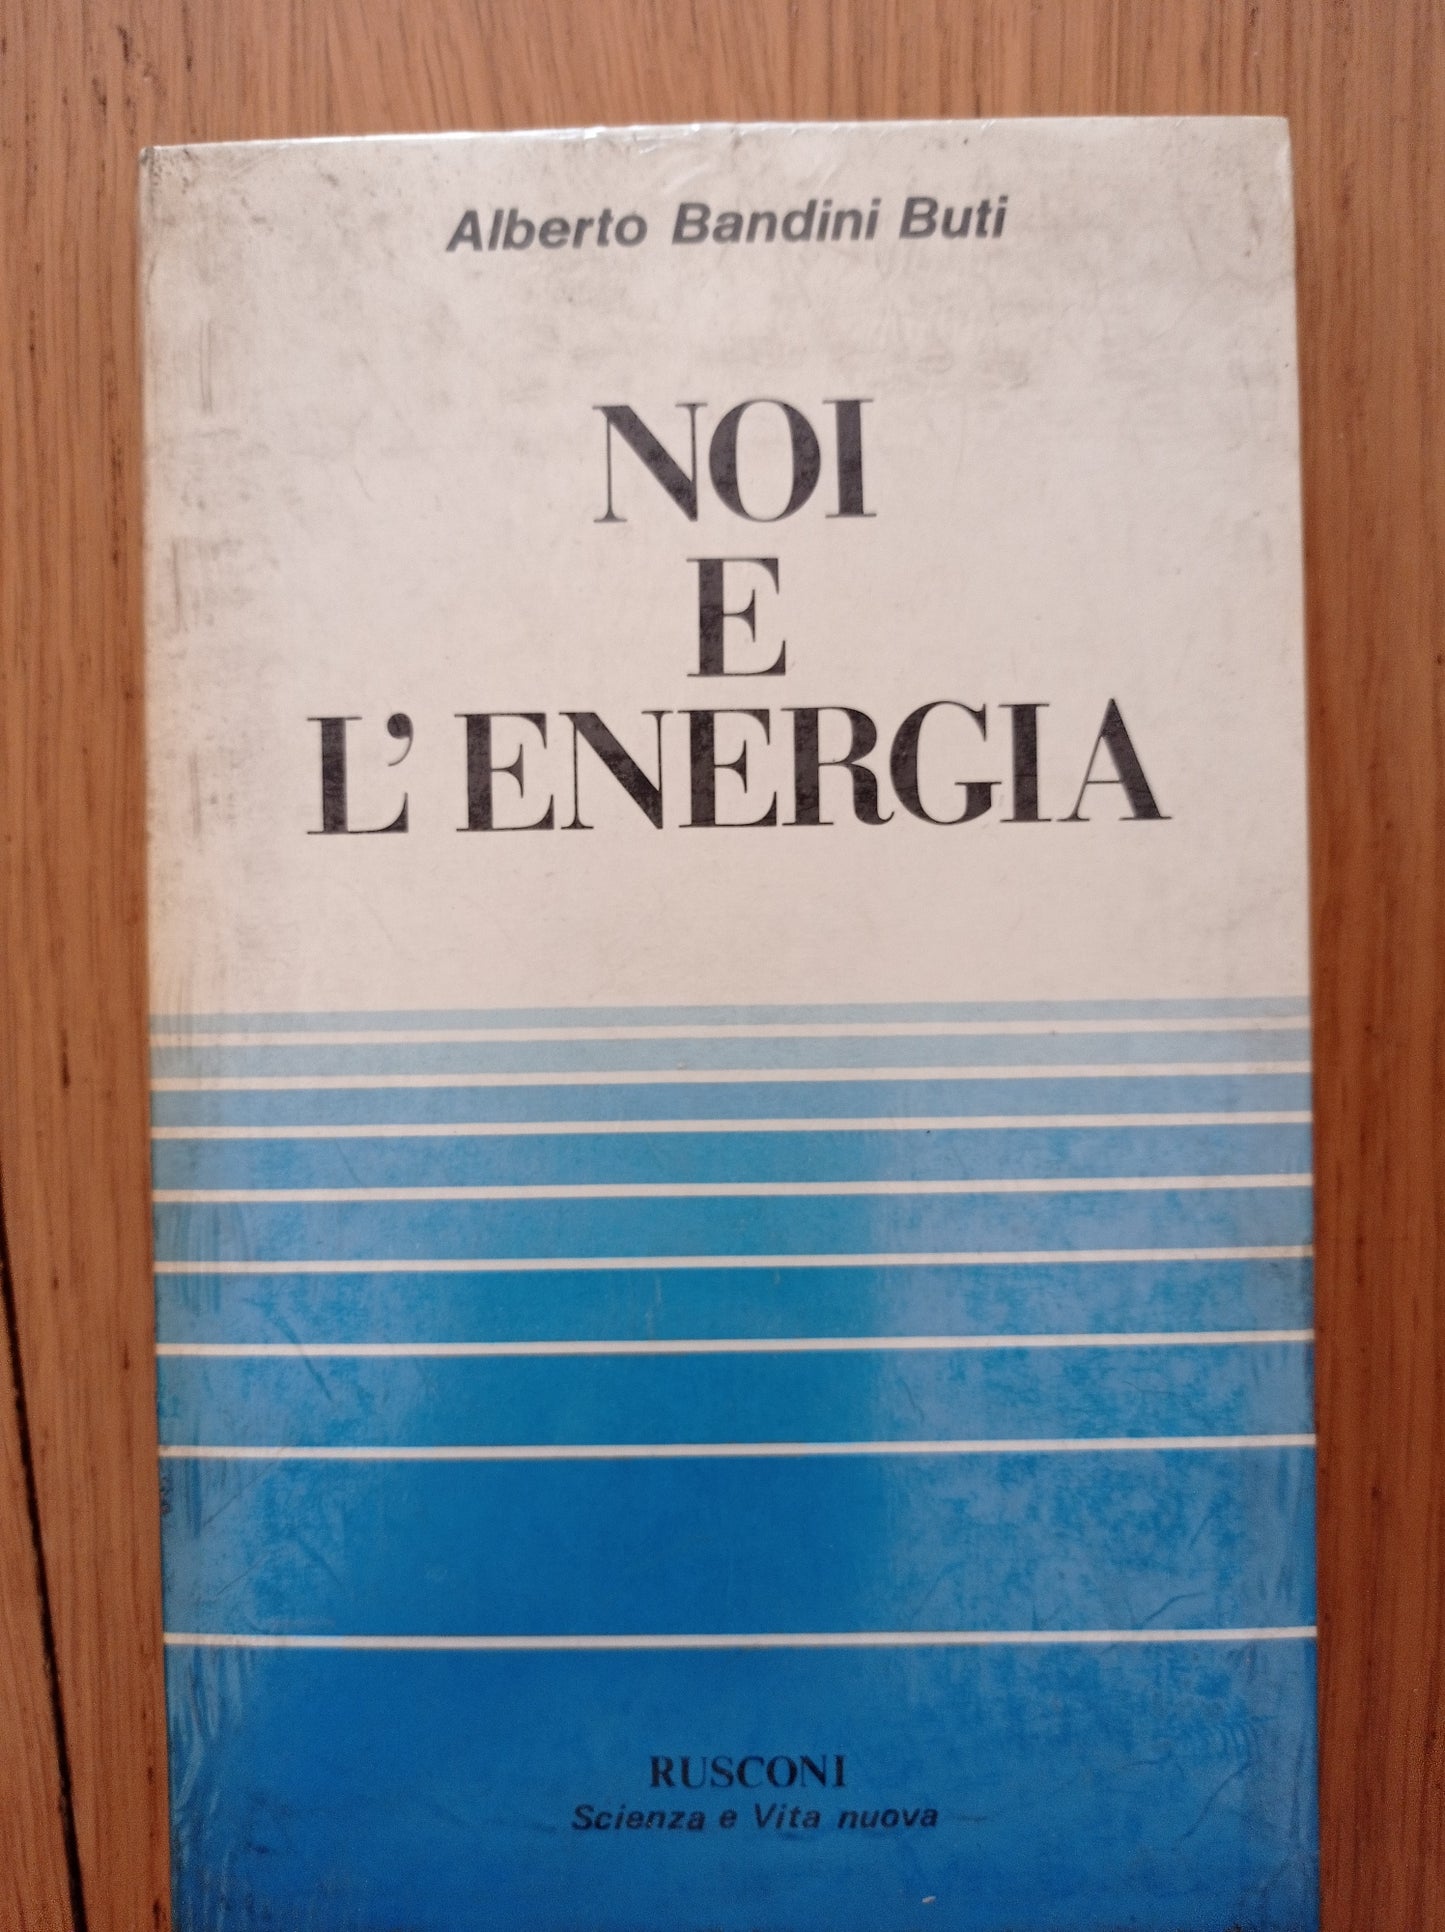 Alberto Bandini Buti
NOI
E
L'ENERGIA
RUSCONI
Scienza e Vita nuova